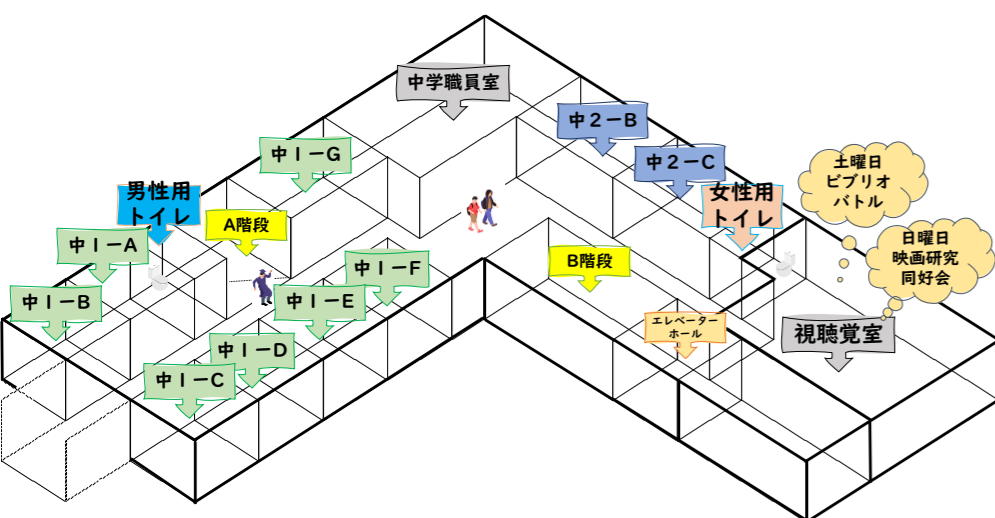 中学職員室
中２－B
中１－G
中２－C
土曜日
ビブリオ
バトル
男性用
トイレ
女性用
トイレ
A階段
中１－A
日曜日
映画研究
同好会
B階段
中１－F
中１－B
中１－E
エレベーター
ホール
視聴覚室
中１－D
中１－C